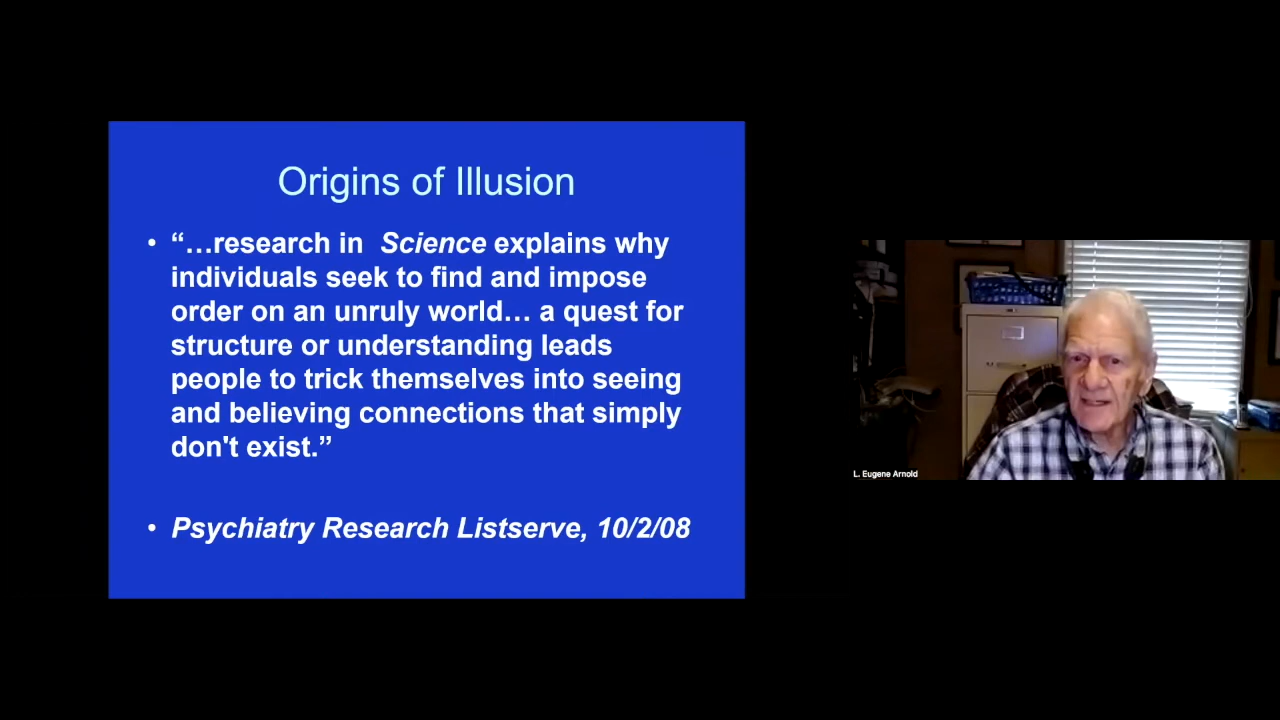 Origins of Illusion
• “…research in Science explains why
individuals seek to find and impose
order on an unruly world… a quest for
structure or understanding leads
people to trick themselves into seeing
and believing connections that simply
don't exist.”
• Psychiatry Research Listserve, 10/2/08
L. Eugene Arnold